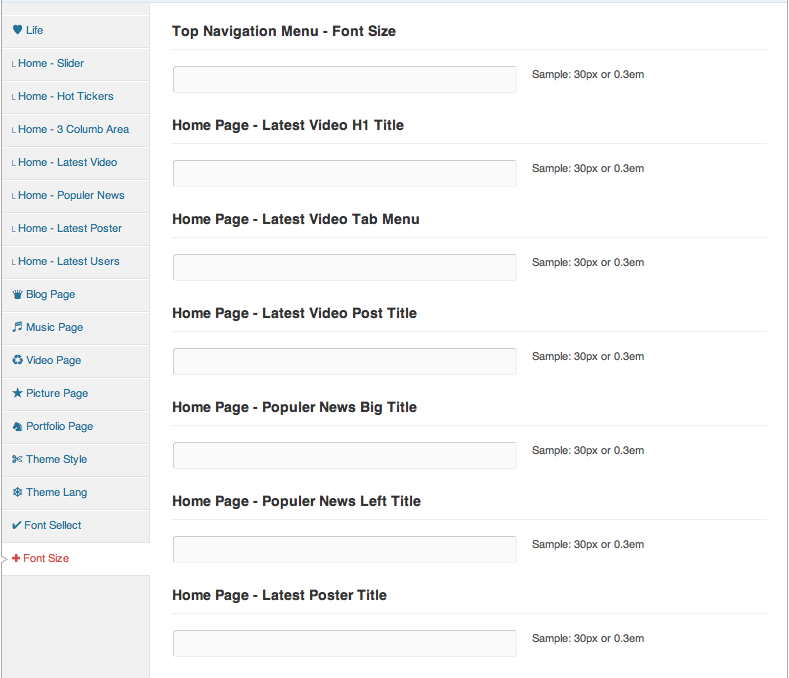 Life
Home - Slider
Home - Hot Tickers
Home - 3 Columb Area
Home - Latest Video
Home - Populer News
Home - Latest Poster
Home - Latest Users
Blog Page
Music Page
Video Page
Picture Page
Portfolio Page
Theme Style
Theme Lang
Font Sellect
Font Size
Top Navigation Menu - Font Size
Sample: 30px or 0.3em
Home Page - Latest Video H1 Title
Sample: 30px or 0.3em
Home Page - Latest Video Tab Menu
Sample: 30px or 0.3em
Home Page - Latest Video Post Title
Sample: 30px or 0.3em
Home Page - Populer News Big Title
Sample: 30px or 0.3em
Home Page - Populer News Left Title
Sample: 30px or 0.3em
Home Page - Latest Poster Title
Sample: 30px or 0.3em